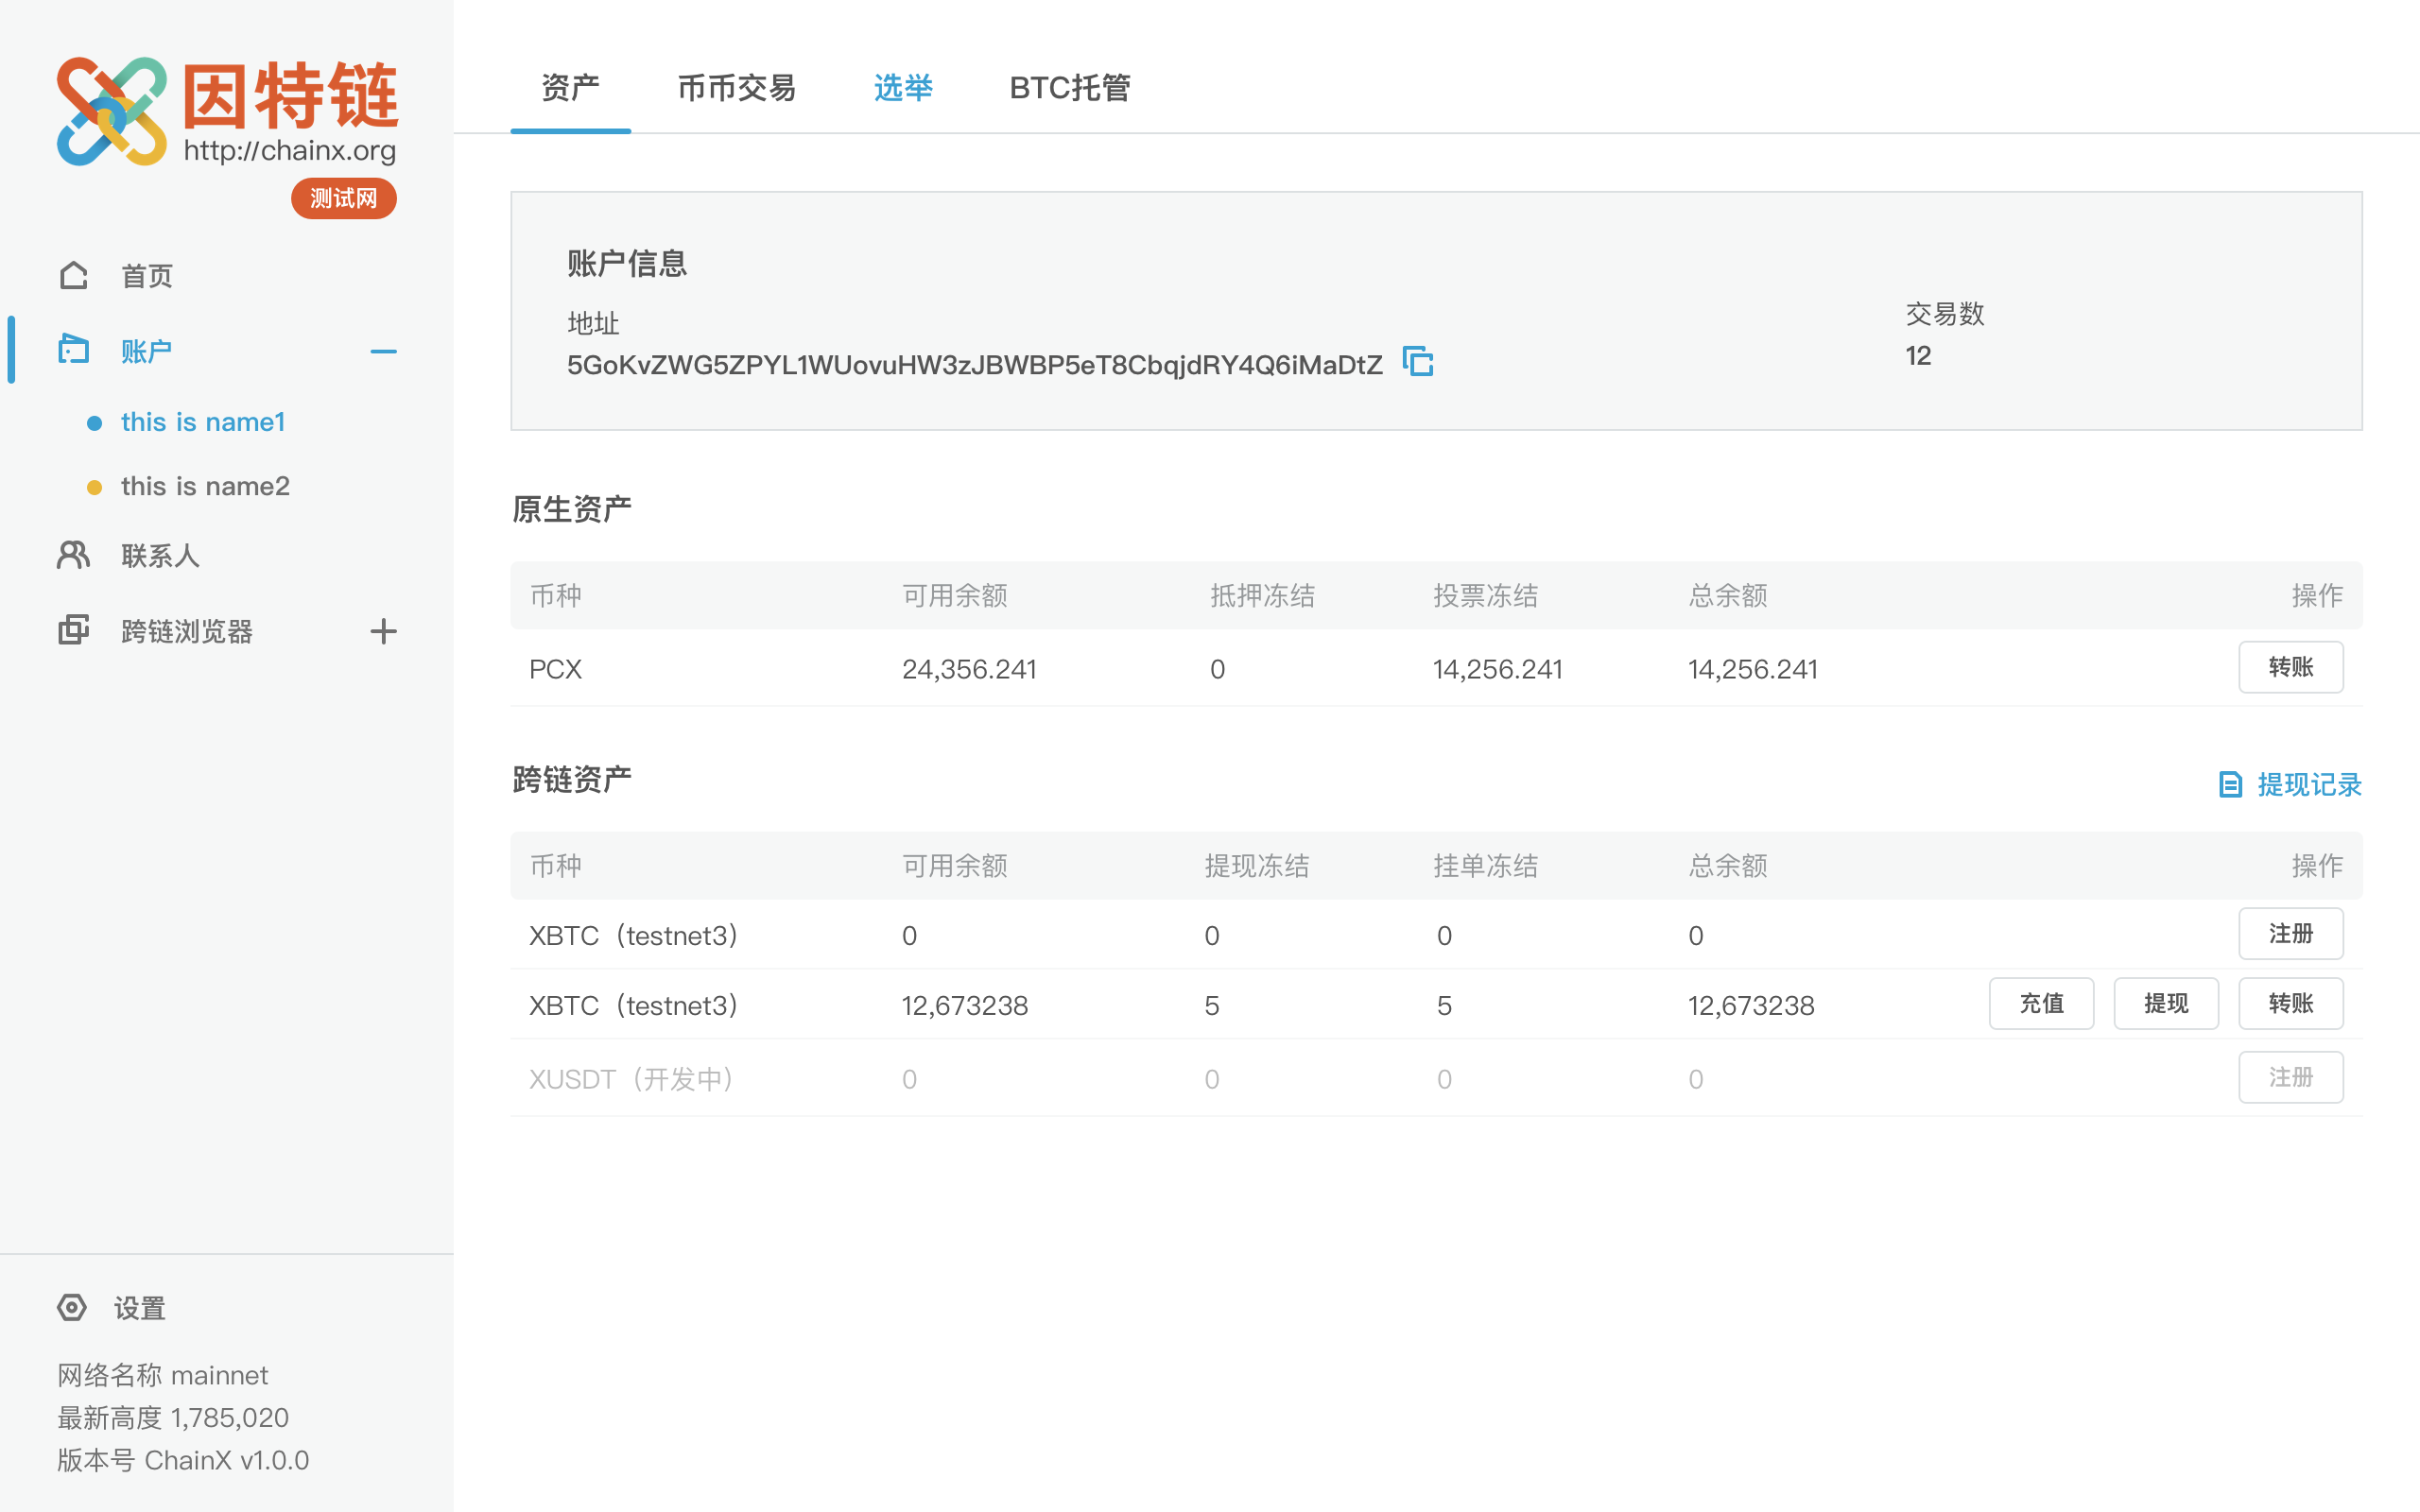 因特链
http://chainx.org
测试网
首页
账户
this is name1
this is name2
联系人
跨链浏览器
设置
网络名称 mainnet
最新高度 1,785,020
版本号 ChainX v1.0.0
资产 币币交易 选举 BTC托管
账户信息
地址
5GoKvZWG5ZPYL1WUovuHW3zJBWBP5eT8CbqjdRY4Q6iMaDtZ
交易数
12
原生资产
币种 可用余额 抵押冻结 投票冻结 总余额 操作
PCX 24,356.241 0 14,256.241 14,256.241 转账
跨链资产 提现记录
币种 可用余额 提现冻结 挂单冻结 总余额 操作
XBTC（testnet3） 0 0 0 0 注册
XBTC（testnet3） 12,673238 5 5 12,673238 充值 提现 转账
XUSDT（开发中） 0 0 0 0 注册